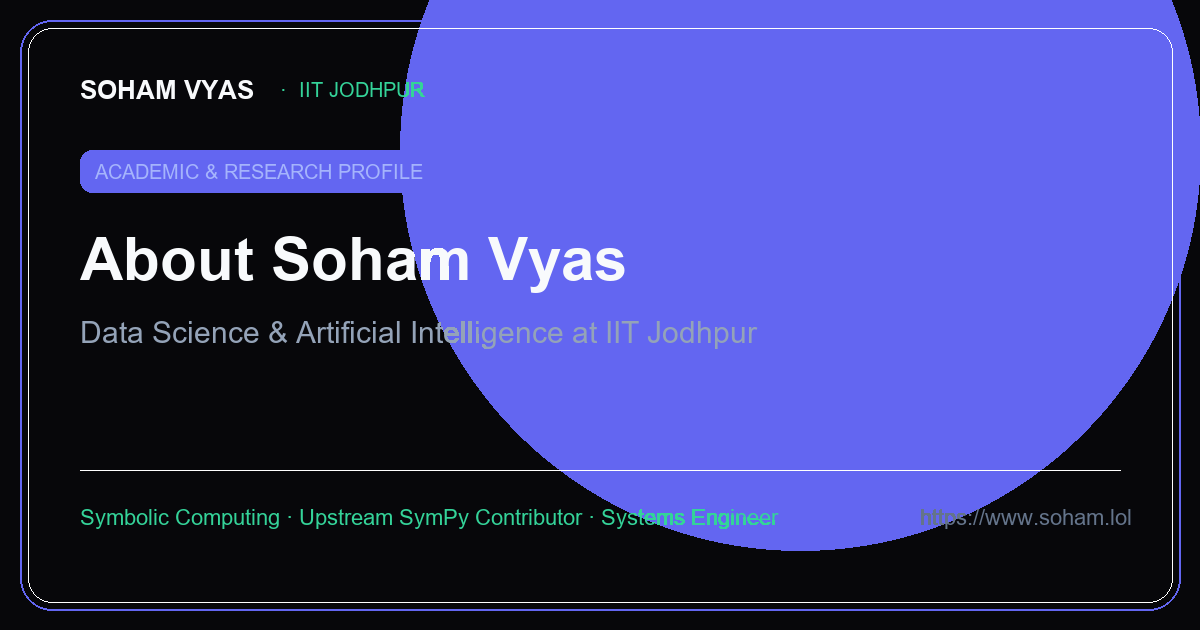 SOHAM VYAS · IIT JODHPUR
ACADEMIC & RESEARCH PROFILE
About Soham Vyas
Data Science & Artificial Intelligence at IIT Jodhpur
Symbolic Computing · Upstream SymPy Contributor · Systems Engineer
https://www.soham.lol